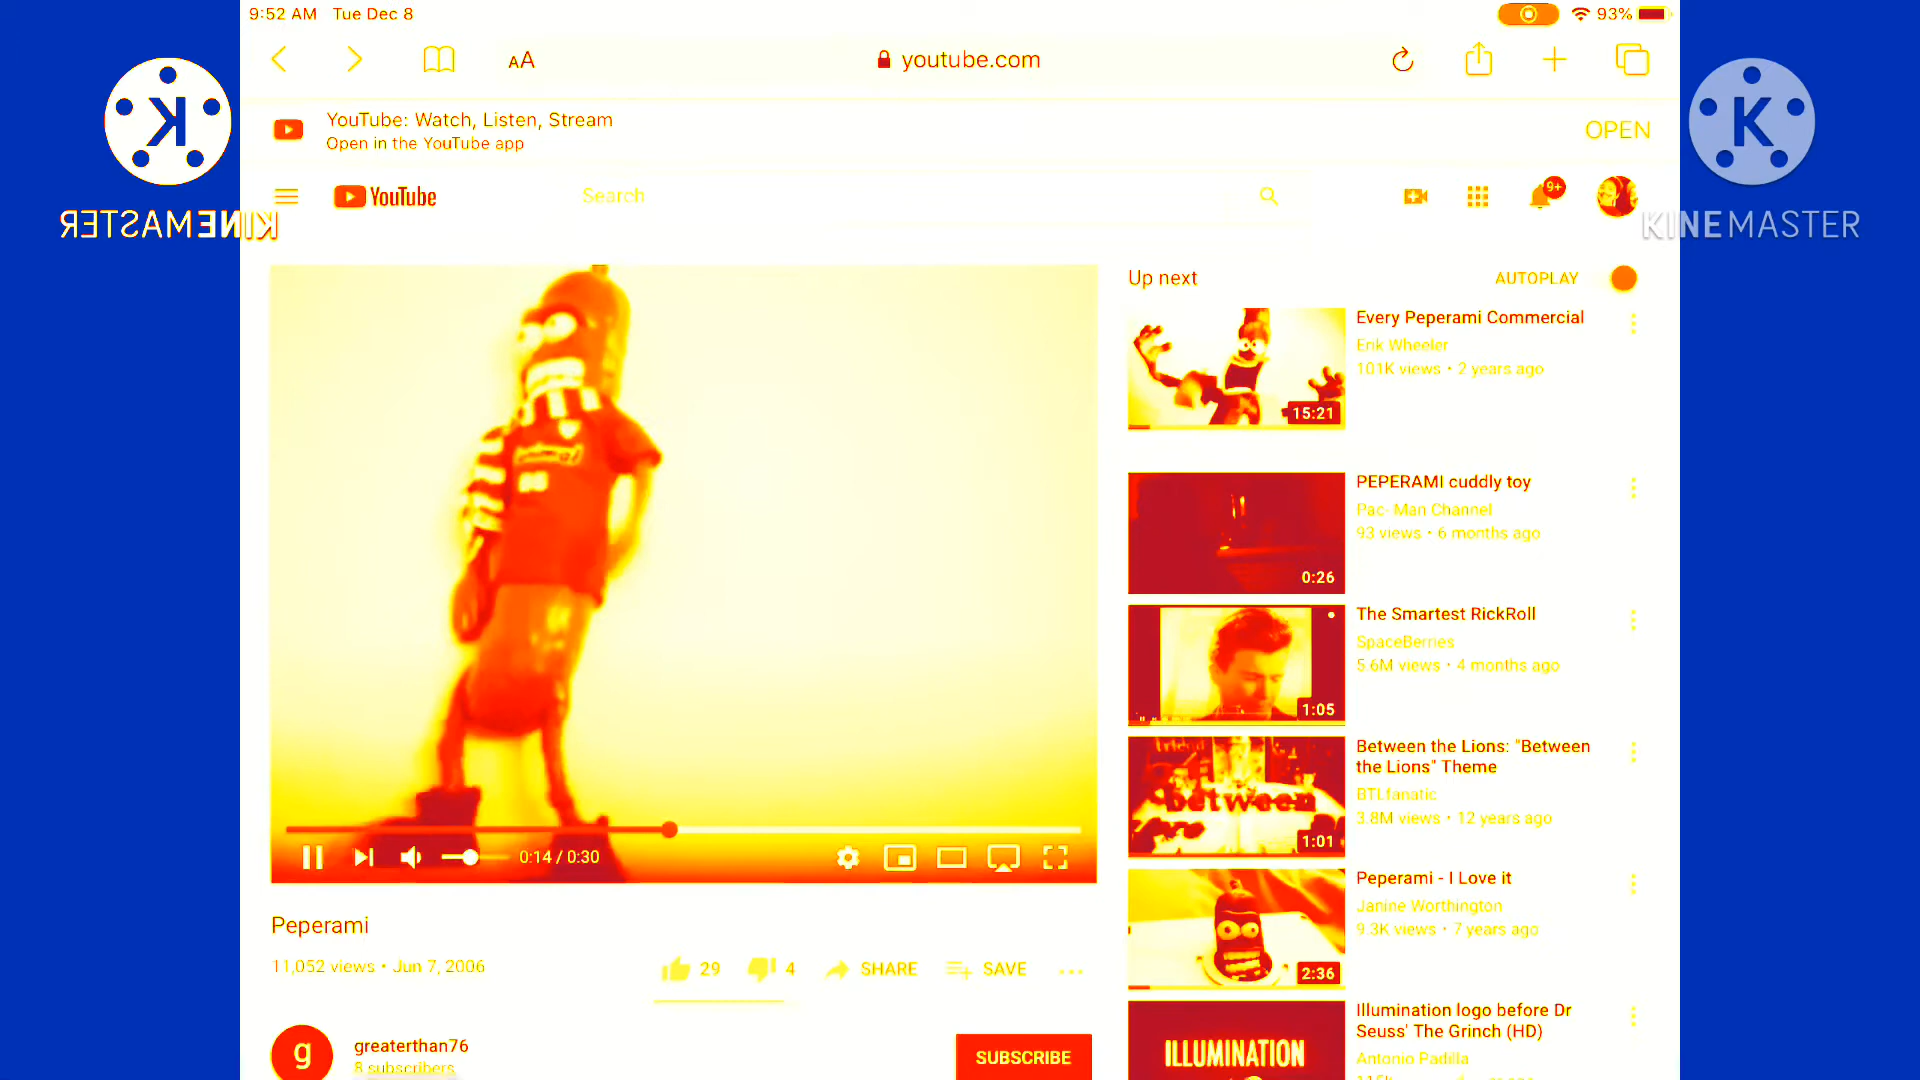 9:52 AM Tue Dec 8
93%
AA
youtube.com
YouTube: Watch, Listen, Stream
Open in the YouTube app
OPEN
YouTube
Search
9+
KINEMASTER
KINEMASTER
K
K
Up next
AUTOPLAY
Every Peperami Commercial
Erik Wheeler
101K views • 2 years ago
15:21
PEPERAMI cuddly toy
Pac- Man Channel
93 views • 6 months ago
0:26
The Smartest RickRoll
SpaceBerries
5.6M views • 4 months ago
1:05
Between the Lions: "Between
the Lions" Theme
BTLfanatic
3.8M views • 12 years ago
between
1:01
Peperami - I Love it
Janine Worthington
9.3K views • 7 years ago
2:36
Illumination logo before Dr
Seuss' The Grinch (HD)
Antonio Padilla
ILLUMINATION
0:14 / 0:30
Peperami
11,052 views • Jun 7, 2006
29
4
SHARE
SAVE
g
greaterthan76
8 subscribers
SUBSCRIBE